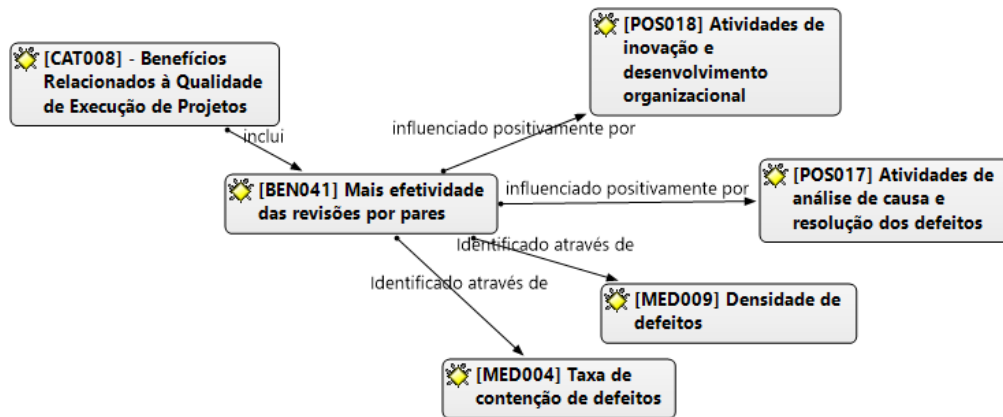 [CAT008] - Benefícios
Relacionados à Qualidade
de Execução de Projetos
[POS018] Atividades de
inovação e
desenvolvimento
organizacional
inclui
influenciado positivamente por
[BEN041] Mais efetividade
das revisões por pares
influenciado positivamente por
[POS017] Atividades de
análise de causa e
resolução dos defeitos
Identificado através de
Identificado através de
[MED009] Densidade de
defeitos
[MED004] Taxa de
contenção de defeitos